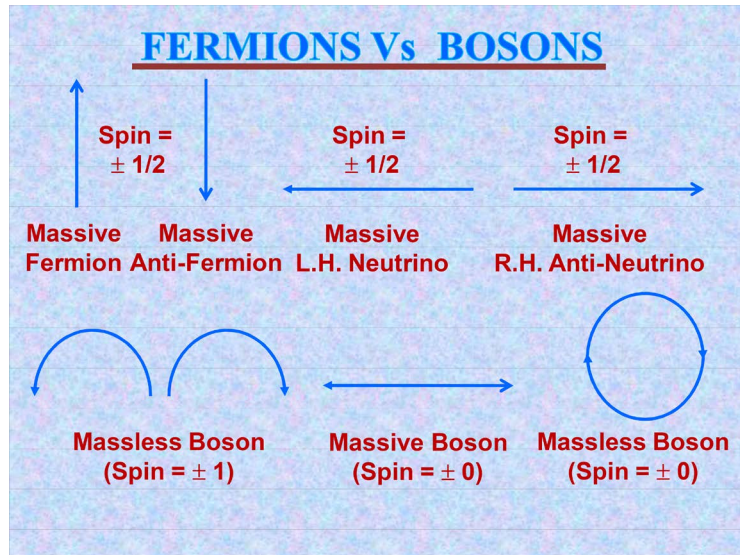 FERMIONS Vs BOSONS
Spin =
± 1/2
Spin =
± 1/2
Spin =
± 1/2
Massive
Fermion
Massive
Anti-Fermion
Massive
L.H. Neutrino
Massive
R.H. Anti-Neutrino
Massless Boson
(Spin = ± 1)
Massive Boson
(Spin = ± 0)
Massless Boson
(Spin = ± 0)